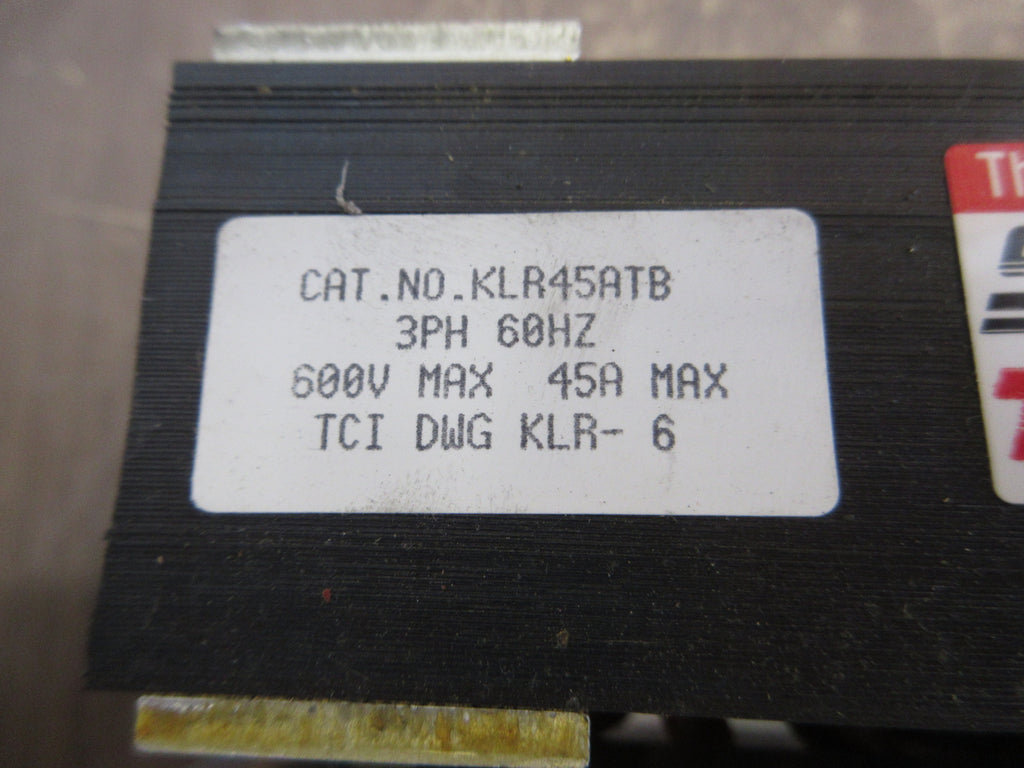 CAT.NO.KLR45ATB
3PH 60HZ
600V MAX 45A MAX
TCI DWG KLR- 6